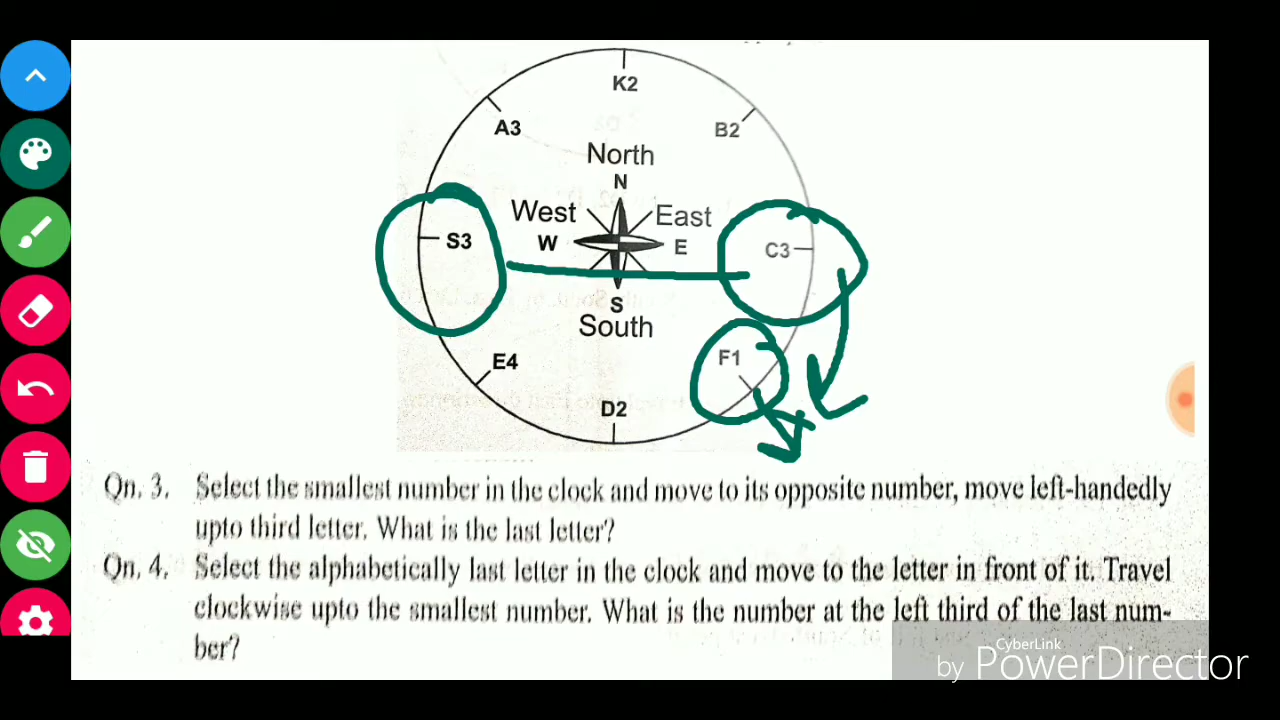 K2
A3
B2
North
N
West
East
S3
W
E
C3
S
South
E4
F1
D2
Qn. 3. Select the smallest number in the clock and move to its opposite number, move left-handedly
upto third letter. What is the last letter?
Qn. 4. Select the alphabetically last letter in the clock and move to the letter in front of it. Travel
clockwise upto the smallest number. What is the number at the left third of the last num-
ber?
CyberLink
by PowerDirector